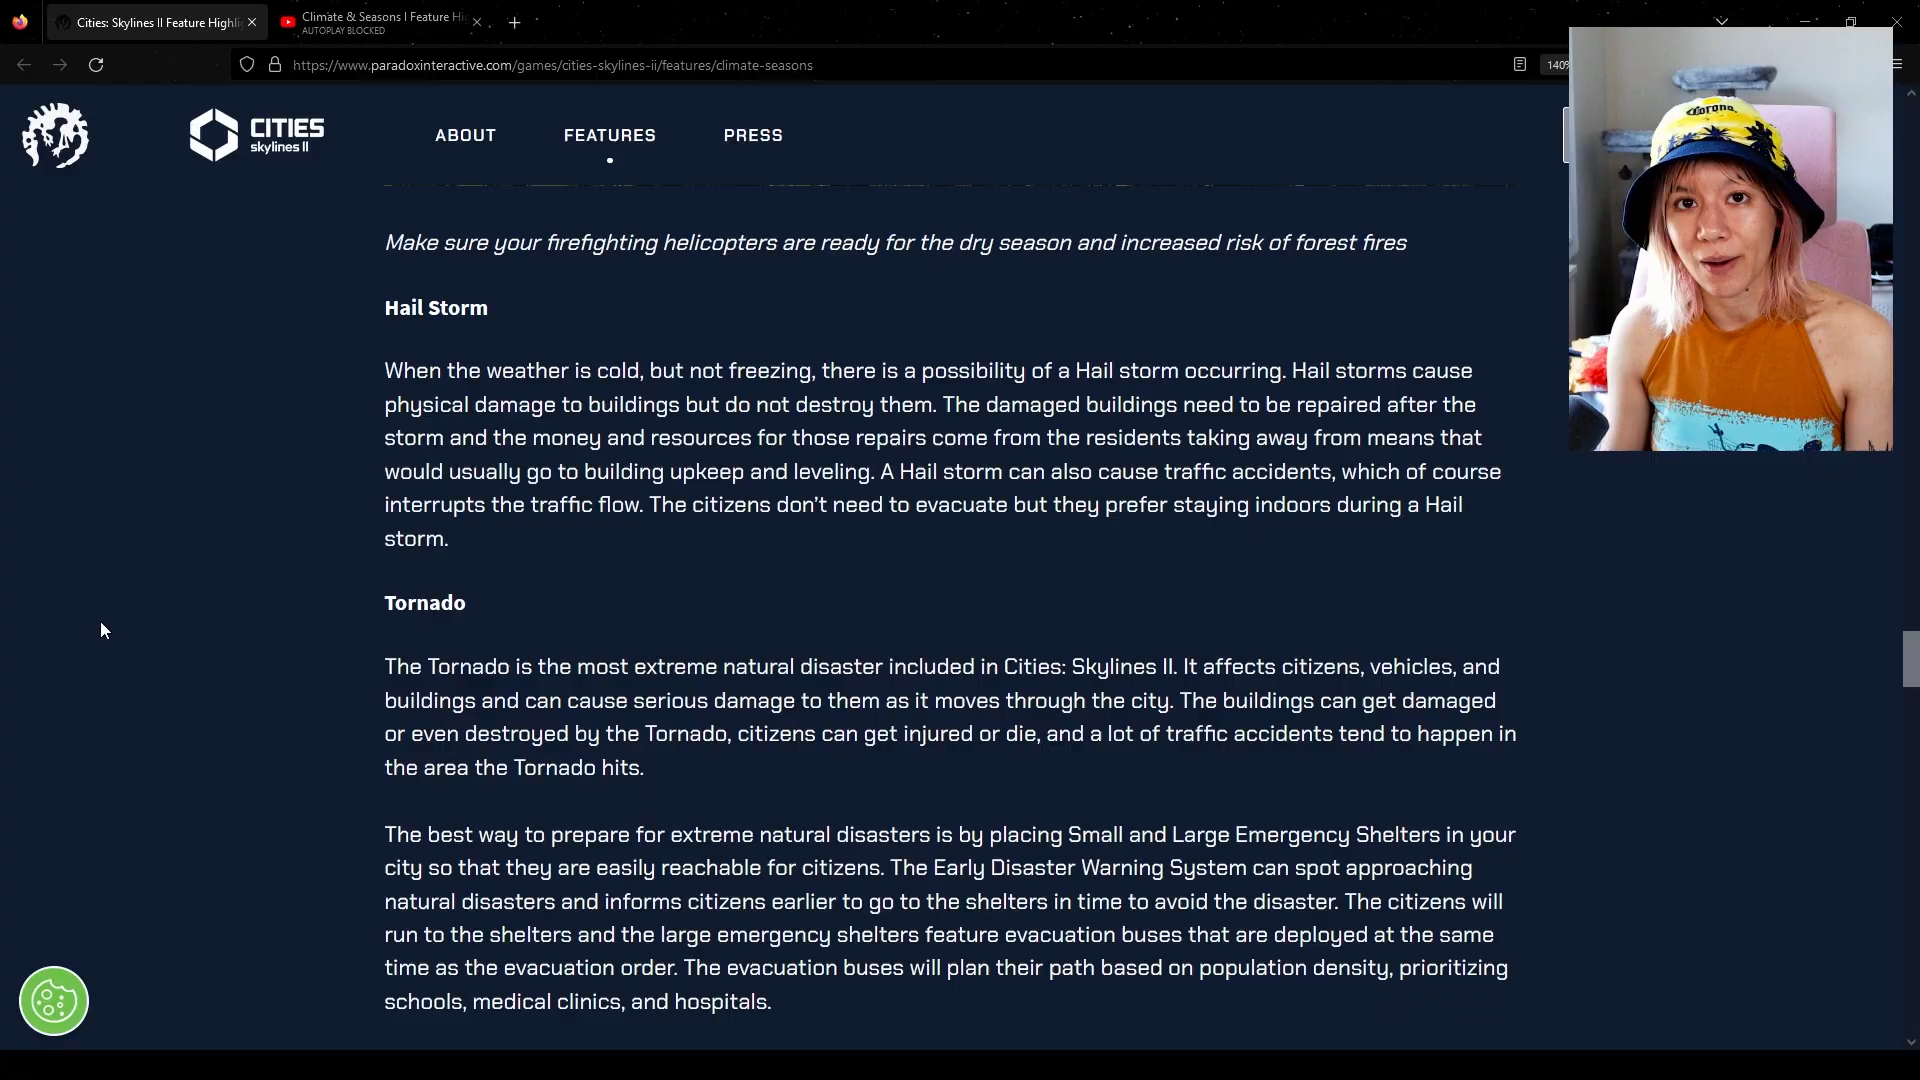 Cities: Skylines II Feature Highli
Climate & Seasons I Feature Hi
AUTOPLAY BLOCKED
https://www.paradoxinteractive.com/games/cities-skylines-ii/features/climate-seasons
140%
CITIES
skylines II
ABOUT
FEATURES
PRESS
Corona
Make sure your firefighting helicopters are ready for the dry season and increased risk of forest fires
Hail Storm
When the weather is cold, but not freezing, there is a possibility of a Hail storm occurring. Hail storms cause
physical damage to buildings but do not destroy them. The damaged buildings need to be repaired after the
storm and the money and resources for those repairs come from the residents taking away from means that
would usually go to building upkeep and leveling. A Hail storm can also cause traffic accidents, which of course
interrupts the traffic flow. The citizens don’t need to evacuate but they prefer staying indoors during a Hail
storm.
Tornado
The Tornado is the most extreme natural disaster included in Cities: Skylines II. It affects citizens, vehicles, and
buildings and can cause serious damage to them as it moves through the city. The buildings can get damaged
or even destroyed by the Tornado, citizens can get injured or die, and a lot of traffic accidents tend to happen in
the area the Tornado hits.
The best way to prepare for extreme natural disasters is by placing Small and Large Emergency Shelters in your
city so that they are easily reachable for citizens. The Early Disaster Warning System can spot approaching
natural disasters and informs citizens earlier to go to the shelters in time to avoid the disaster. The citizens will
run to the shelters and the large emergency shelters feature evacuation buses that are deployed at the same
time as the evacuation order. The evacuation buses will plan their path based on population density, prioritizing
schools, medical clinics, and hospitals.